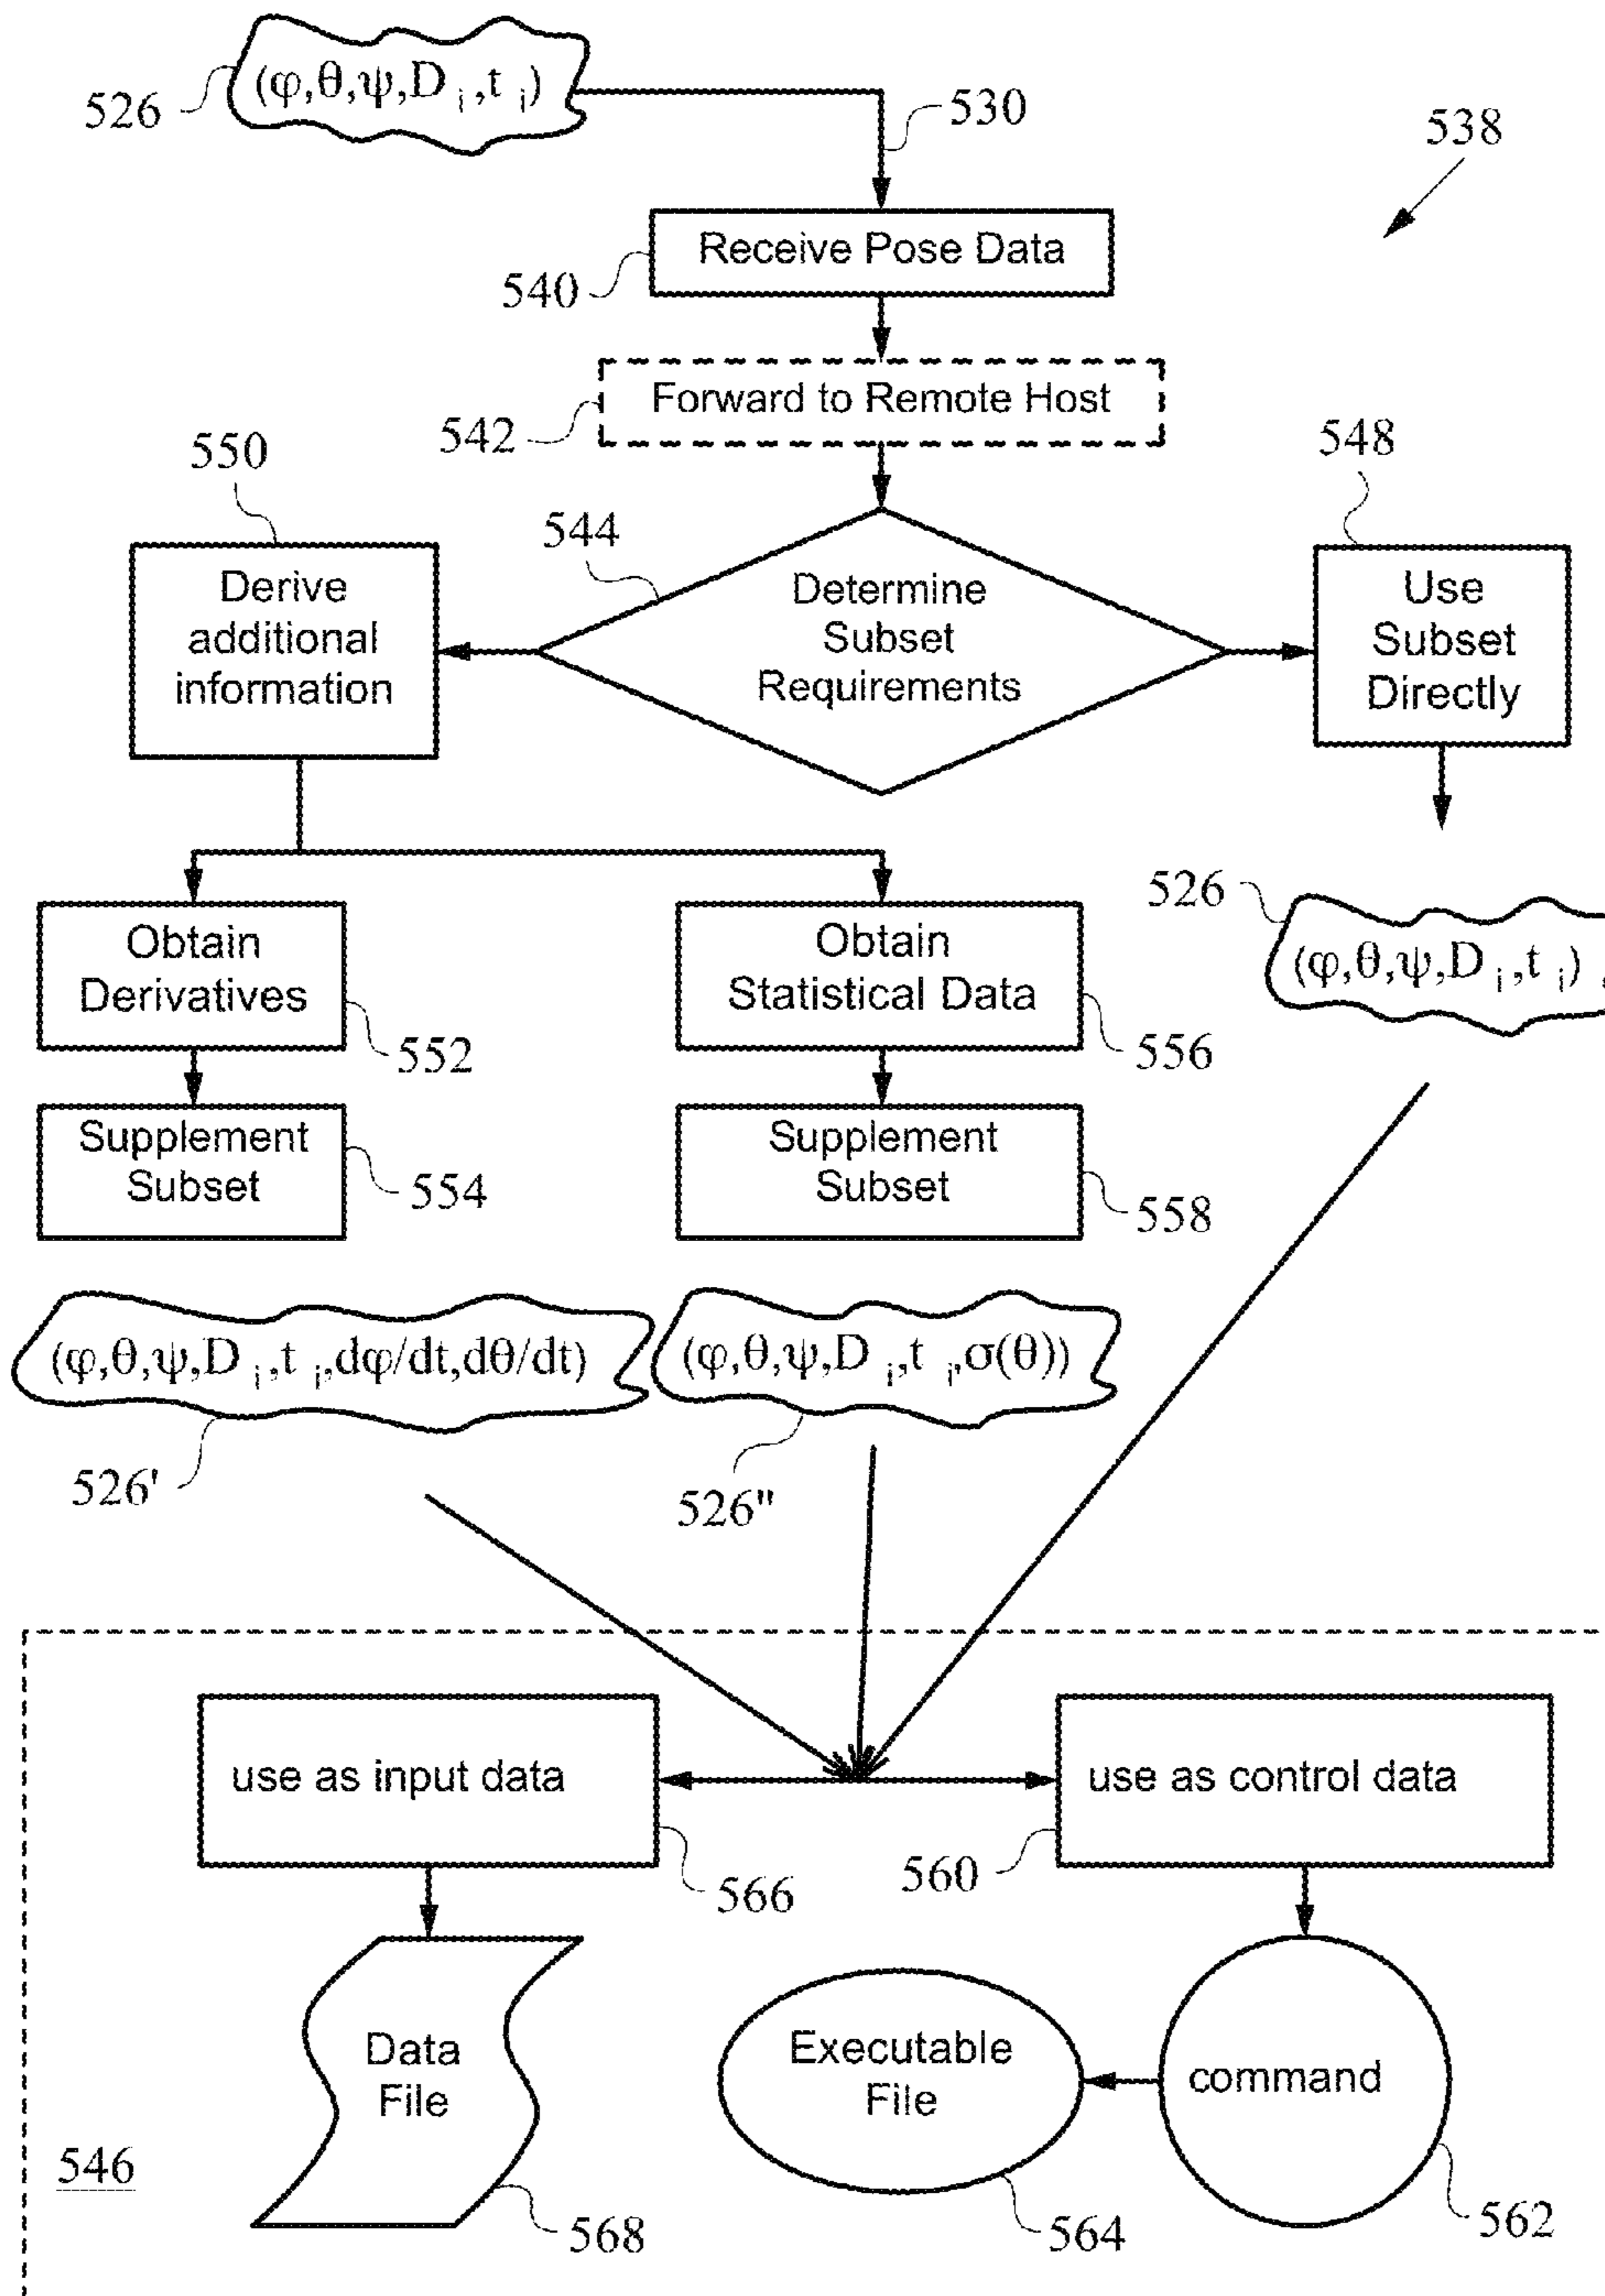 (φ,θ,ψ,D i,t i)
526
530
538
Receive Pose Data
540
Forward to Remote Host
542
550
548
544
Derive
additional
information
Determine
Subset
Requirements
Use
Subset
Directly
526
Obtain
Derivatives
552
Obtain
Statistical Data
556
(φ,θ,ψ,D i,t i)
Supplement
Subset
554
Supplement
Subset
558
(φ,θ,ψ,D i,t i,dφ/dt,dθ/dt)
(φ,θ,ψ,D i,t i,σ(θ))
526'
526"
use as input data
use as control data
566
560
Data
File
Executable
File
command
546
568
564
562